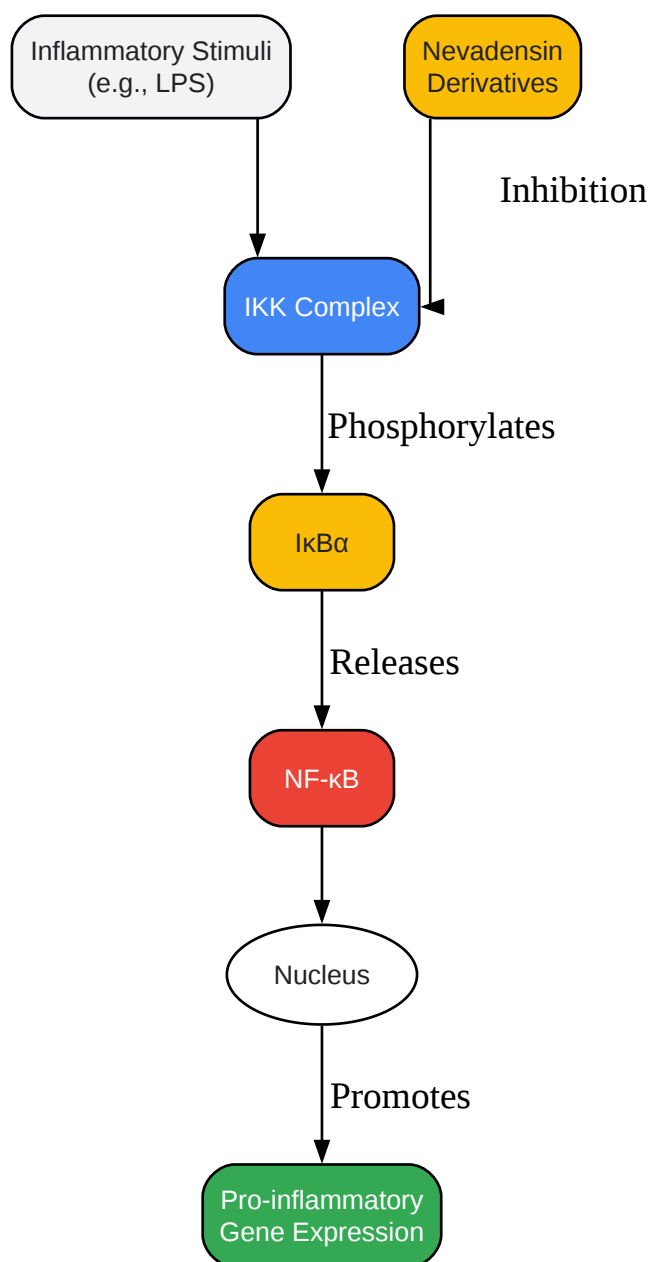 Inflammatory Stimuli
(e.g., LPS)
Nevadensin
Derivatives
Inhibition
IKK Complex
Phosphorylates
IκBα
Releases
NF-κB
Nucleus
Promotes
Pro-inflammatory
Gene Expression